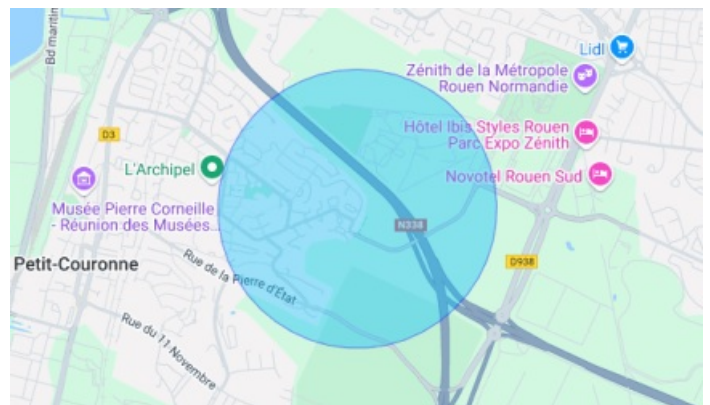 Bd maritim
Lidl
Zénith de la Métropole
Rouen Normandie
D3
Hôtel Ibis Styles Rouen
Parc Expo Zénith
L'Archipel
Novotel Rouen Sud
Musée Pierre Corneille
- Réunion des Musées...
N338
Petit-Couronne
Rue de la Pierre d'État
D938
Rue du 11 Novembre